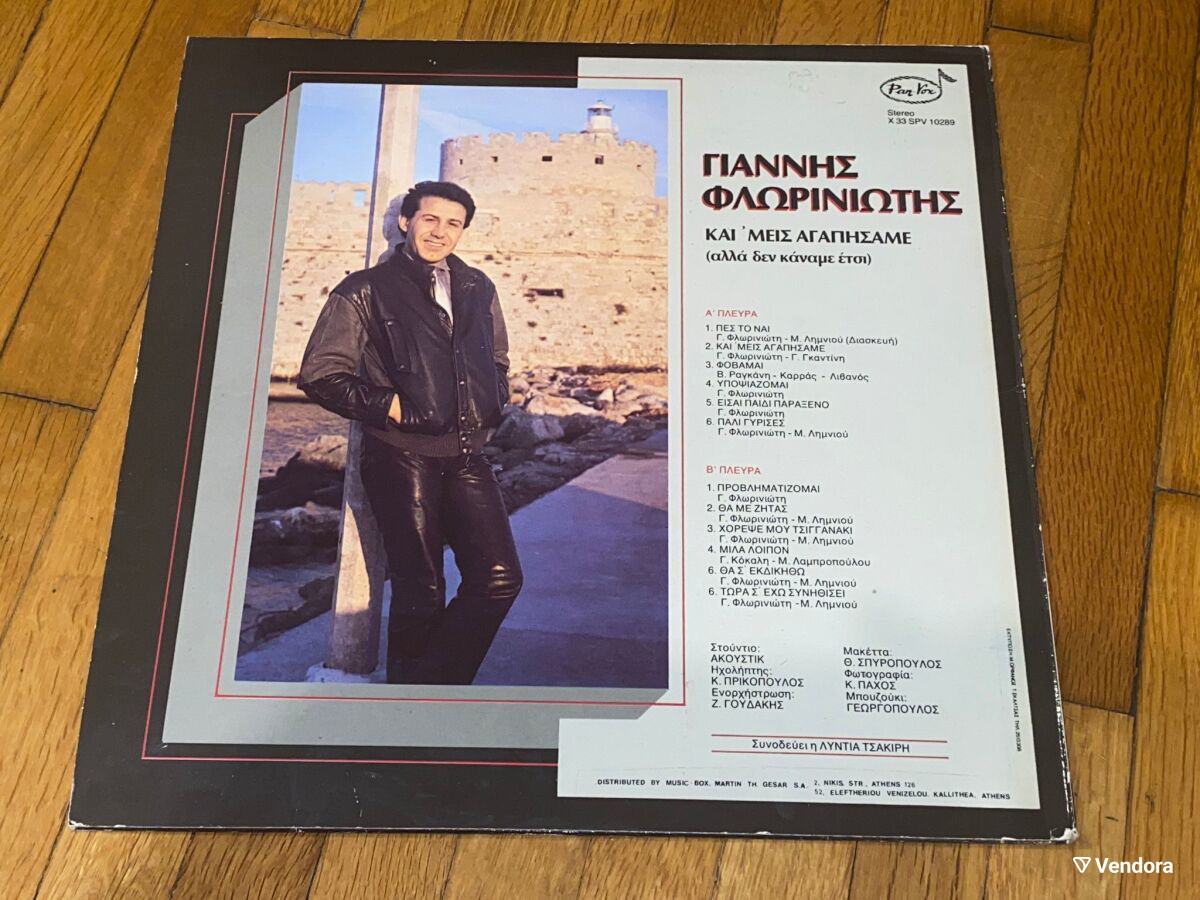 Pan Vox
Stereo
X 33 SPV 10289
ΓΙΑΝΝΗΣ
ΦΛΩΡΙΝΙΩΤΗΣ
ΚΑΙ ᾽ΜΕΙΣ ΑΓΑΠΗΣΑΜΕ
(αλλά δεν κάναμε έτσι)
Α' ΠΛΕΥΡΑ
1. ΠΕΣ ΤΟ ΝΑΙ
Γ. Φλωρινιώτη - Μ. Λημνιού (Διασκευή)
2. ΚΑΙ ᾽ΜΕΙΣ ΑΓΑΠΗΣΑΜΕ
Γ. Φλωρινιώτη - Γ. Γκαντίνη
3. ΦΟΒΑΜΑΙ
Β. Ραγκάνη - Καρράς - Λιβανός
4. ΥΠΟΨΙΑΖΟΜΑΙ
Γ. Φλωρινιώτη
5. ΕΙΣΑΙ ΠΑΙΔΙ ΠΑΡΑΞΕΝΟ
Γ. Φλωρινιώτη
6. ΠΑΛΙ ΓΥΡΙΣΕΣ
Γ. Φλωρινιώτη - Μ. Λημνιού
Β' ΠΛΕΥΡΑ
1. ΠΡΟΒΛΗΜΑΤΙΖΟΜΑΙ
Γ. Φλωρινιώτη
2. ΘΑ ΜΕ ΖΗΤΑΣ
Γ. Φλωρινιώτη - Μ. Λημνιού
3. ΧΟΡΕΨΕ ΜΟΥ ΤΣΙΓΓΑΝΑΚΙ
Γ. Φλωρινιώτη - Μ. Λημνιού
4. ΜΙΛΑ ΛΟΙΠΟΝ
Γ. Κόκαλη - Μ. Λαμπροπούλου
6. ΘΑ Σ' ΕΚΔΙΚΗΘΩ
Γ. Φλωρινιώτη - Μ. Λημνιού
6. ΤΩΡΑ Σ' ΕΧΩ ΣΥΝΗΘΙΣΕΙ
Γ. Φλωρινιώτη - Μ. Λημνιού
Στούντιο:
ΑΚΟΥΣΤΙΚ
Ηχολήπτης:
Κ. ΠΡΙΚΟΠΟΥΛΟΣ
Ενορχήστρωση:
Ζ. ΓΟΥΔΑΚΗΣ
Μακέττα:
Θ. ΣΠΥΡΟΠΟΥΛΟΣ
Φωτογραφία:
Κ. ΠΑΧΟΣ
Μπουζούκι:
ΓΕΩΡΓΟΠΟΥΛΟΣ
Συνοδεύει η ΛΥΝΤΙΑ ΤΣΑΚΙΡΗ
DISTRIBUTED BY MUSIC-BOX, MARTIN TH. GESAR S.A. 2, NIKIS, STR., ATHENS 126
52, ELEFTHERIOU VENIZELOU, KALLITHEA, ATHENS
Vendora